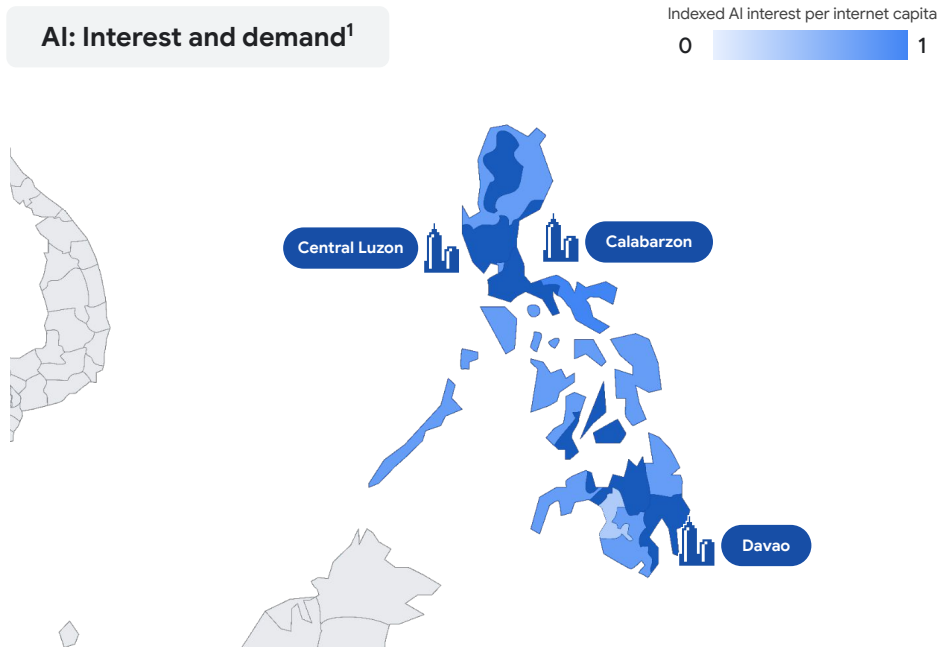 AI: Interest and demand¹
Indexed AI interest per internet capita
0
1
Central Luzon
Calabarzon
Davao